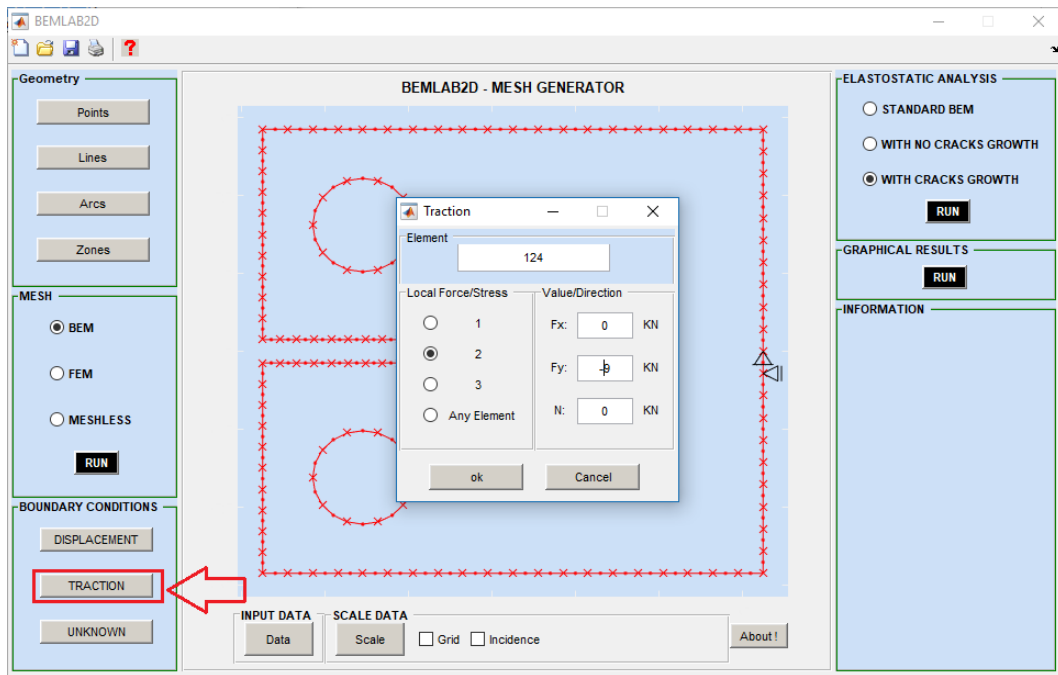 BEMLAB2D
?
Geometry
Points
Lines
Arcs
Zones
MESH
BEM
FEM
MESHLESS
RUN
BOUNDARY CONDITIONS
DISPLACEMENT
TRACTION
UNKNOWN
BEMLAB2D - MESH GENERATOR
Traction
Element
124
Local Force/Stress
1
2
3
Any Element
Value/Direction
Fx: 0 KN
Fy: -9 KN
N: 0 KN
ok Cancel
INPUT DATA
Data
SCALE DATA
Scale Grid Incidence
About !
ELASTOSTATIC ANALYSIS
STANDARD BEM
WITH NO CRACKS GROWTH
WITH CRACKS GROWTH
RUN
GRAPHICAL RESULTS
RUN
INFORMATION